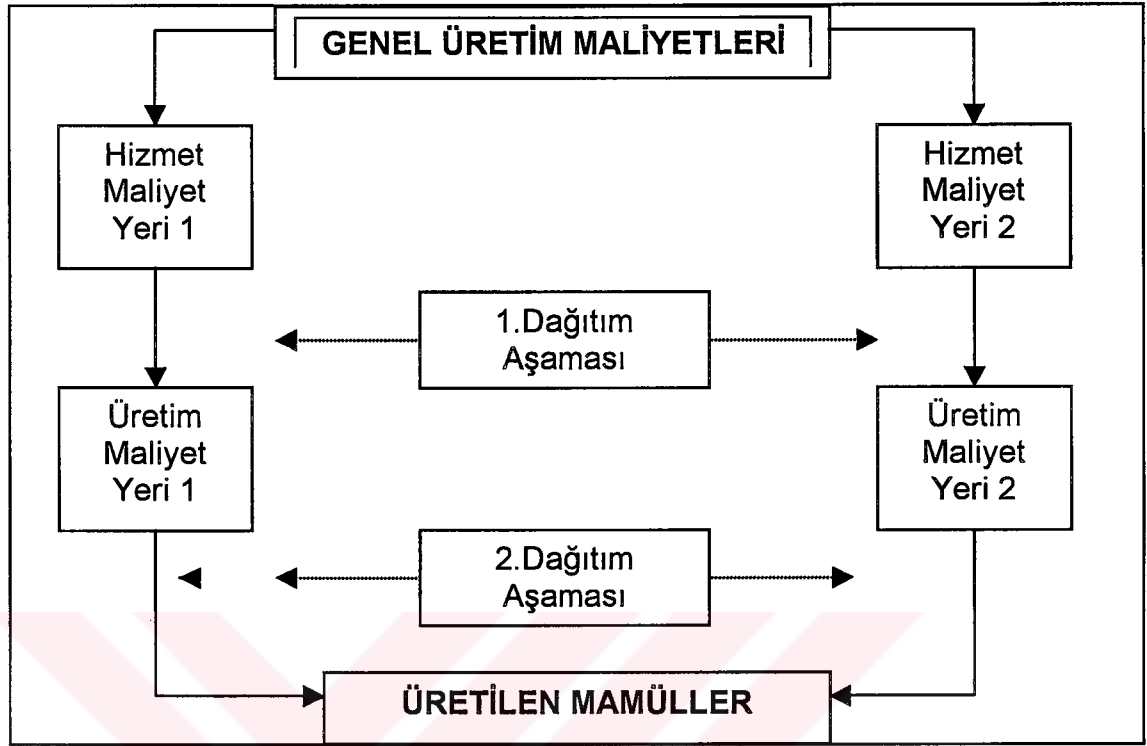 GENEL ÜRETİM MALİYETLERİ
Hizmet
Maliyet
Yeri 1
Hizmet
Maliyet
Yeri 2
1.Dağıtım
Aşaması
Üretim
Maliyet
Yeri 1
Üretim
Maliyet
Yeri 2
2.Dağıtım
Aşaması
ÜRETİLEN MAMÜLLER